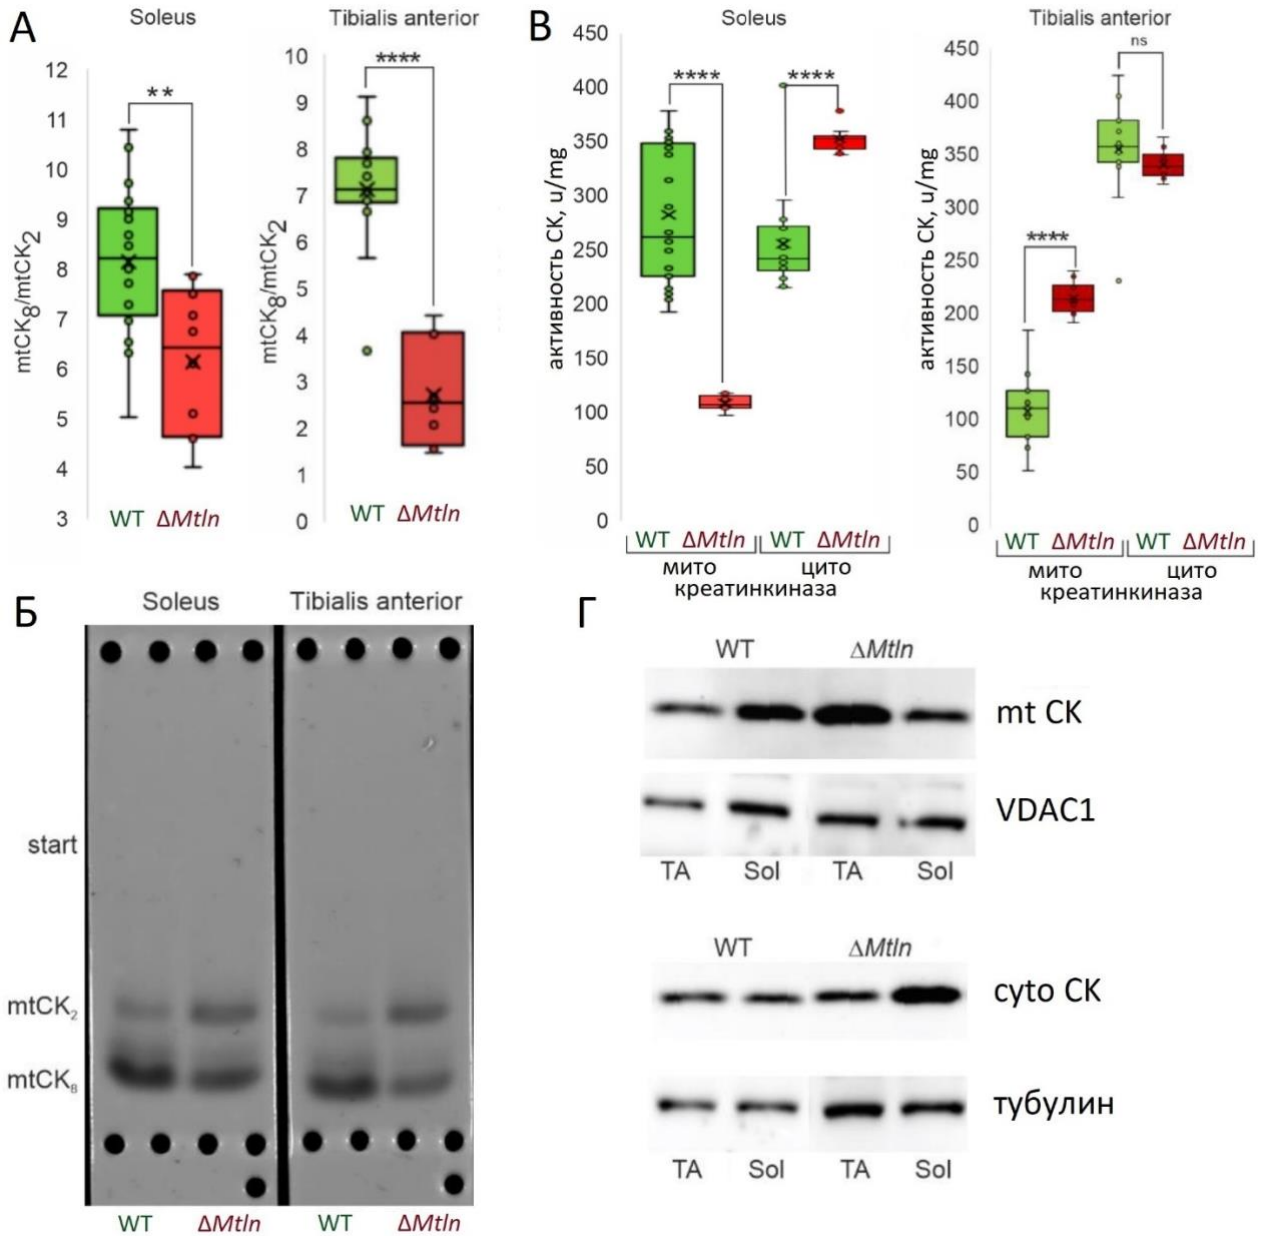 А
Soleus
Tibialis anterior
mtCK8/mtCK2
12
11
10
9
8
7
6
5
4
3
**
WT ΔMtln
mtCK8/mtCK2
10
9
8
7
6
5
4
3
2
1
0
****
WT ΔMtln
В
Soleus
Tibialis anterior
активность СК, u/mg
450
400
350
300
250
200
150
100
50
0
****
****
WT ΔMtln WT ΔMtln
мито цито
креатинкиназа
активность СК, u/mg
450
400
350
300
250
200
150
100
50
0
****
ns
WT ΔMtln WT ΔMtln
мито цито
креатинкиназа
Б
Soleus
Tibialis anterior
start
mtCK2
mtCK8
WT ΔMtln WT ΔMtln
Г
WT ΔMtln
mt CK
VDAC1
TA Sol TA Sol
WT ΔMtln
cyto CK
тубулин
TA Sol TA Sol